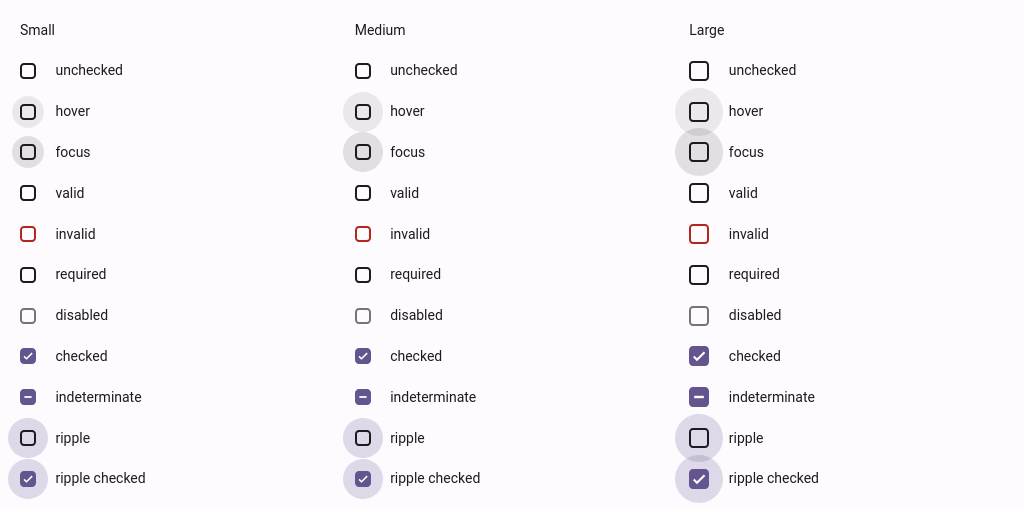 Small
unchecked
hover
focus
valid
invalid
required
disabled
checked
indeterminate
ripple
ripple checked
Medium
unchecked
hover
focus
valid
invalid
required
disabled
checked
indeterminate
ripple
ripple checked
Large
unchecked
hover
focus
valid
invalid
required
disabled
checked
indeterminate
ripple
ripple checked